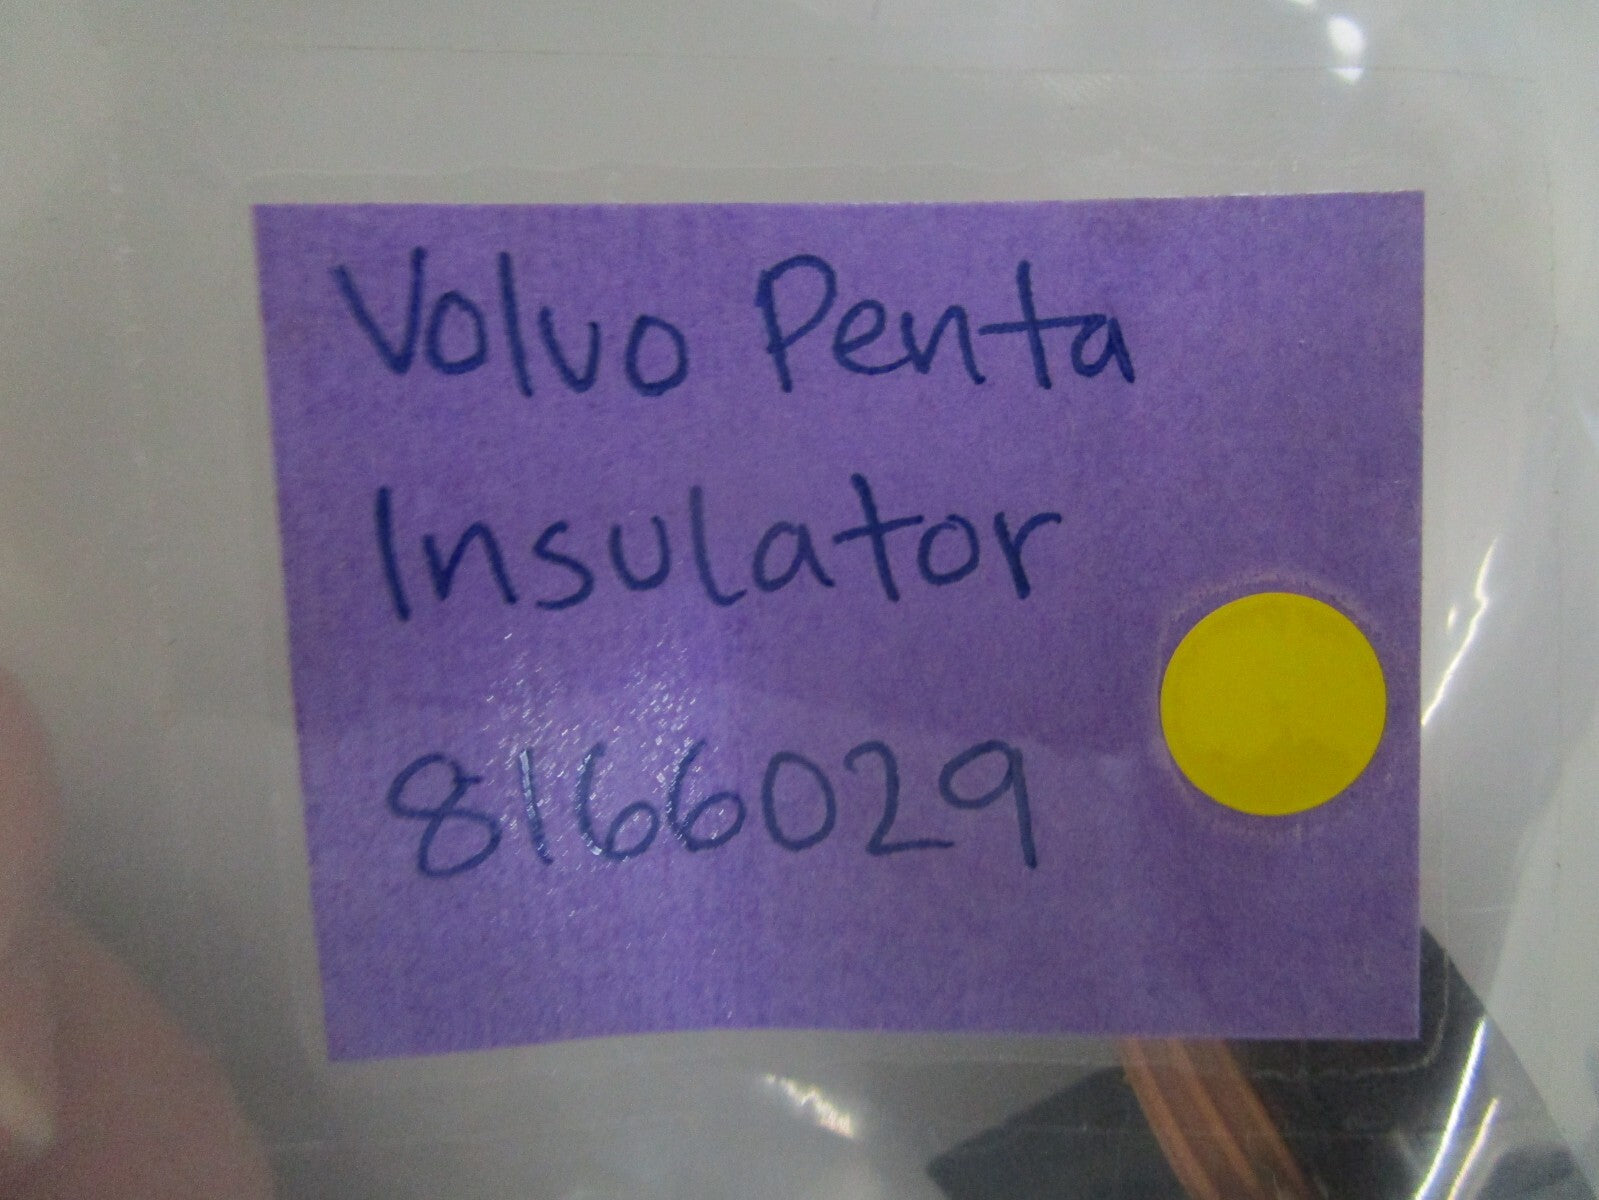 Volvo Penta
Insulator
8166029